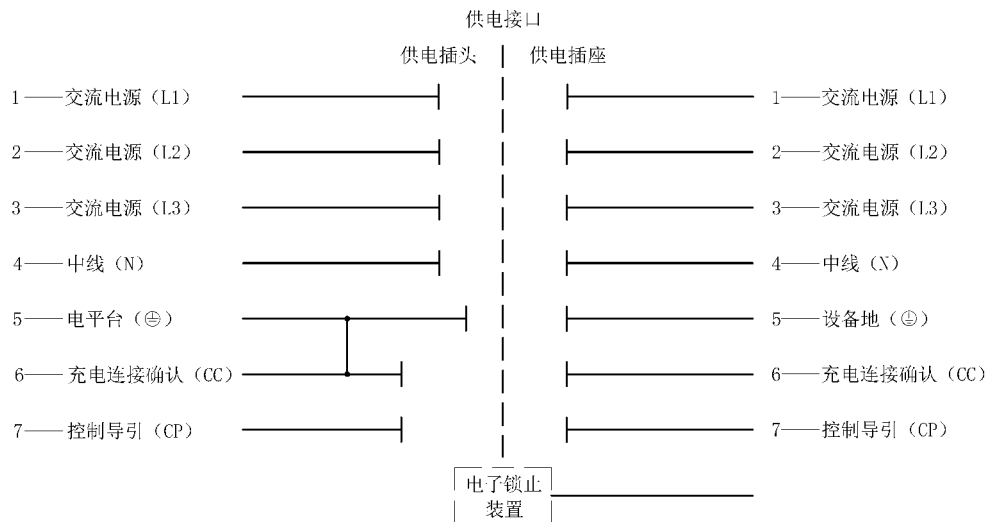 供电接口
供电插头 供电插座
1——交流电源（L1） 1——交流电源（L1）
2——交流电源（L2） 2——交流电源（L2）
3——交流电源（L3） 3——交流电源（L3）
4——中线（N） 4——中线（N）
5——电平台（⏚） 5——设备地（⏚）
6——充电连接确认（CC） 6——充电连接确认（CC）
7——控制导引（CP） 7——控制导引（CP）
电子锁止
装置